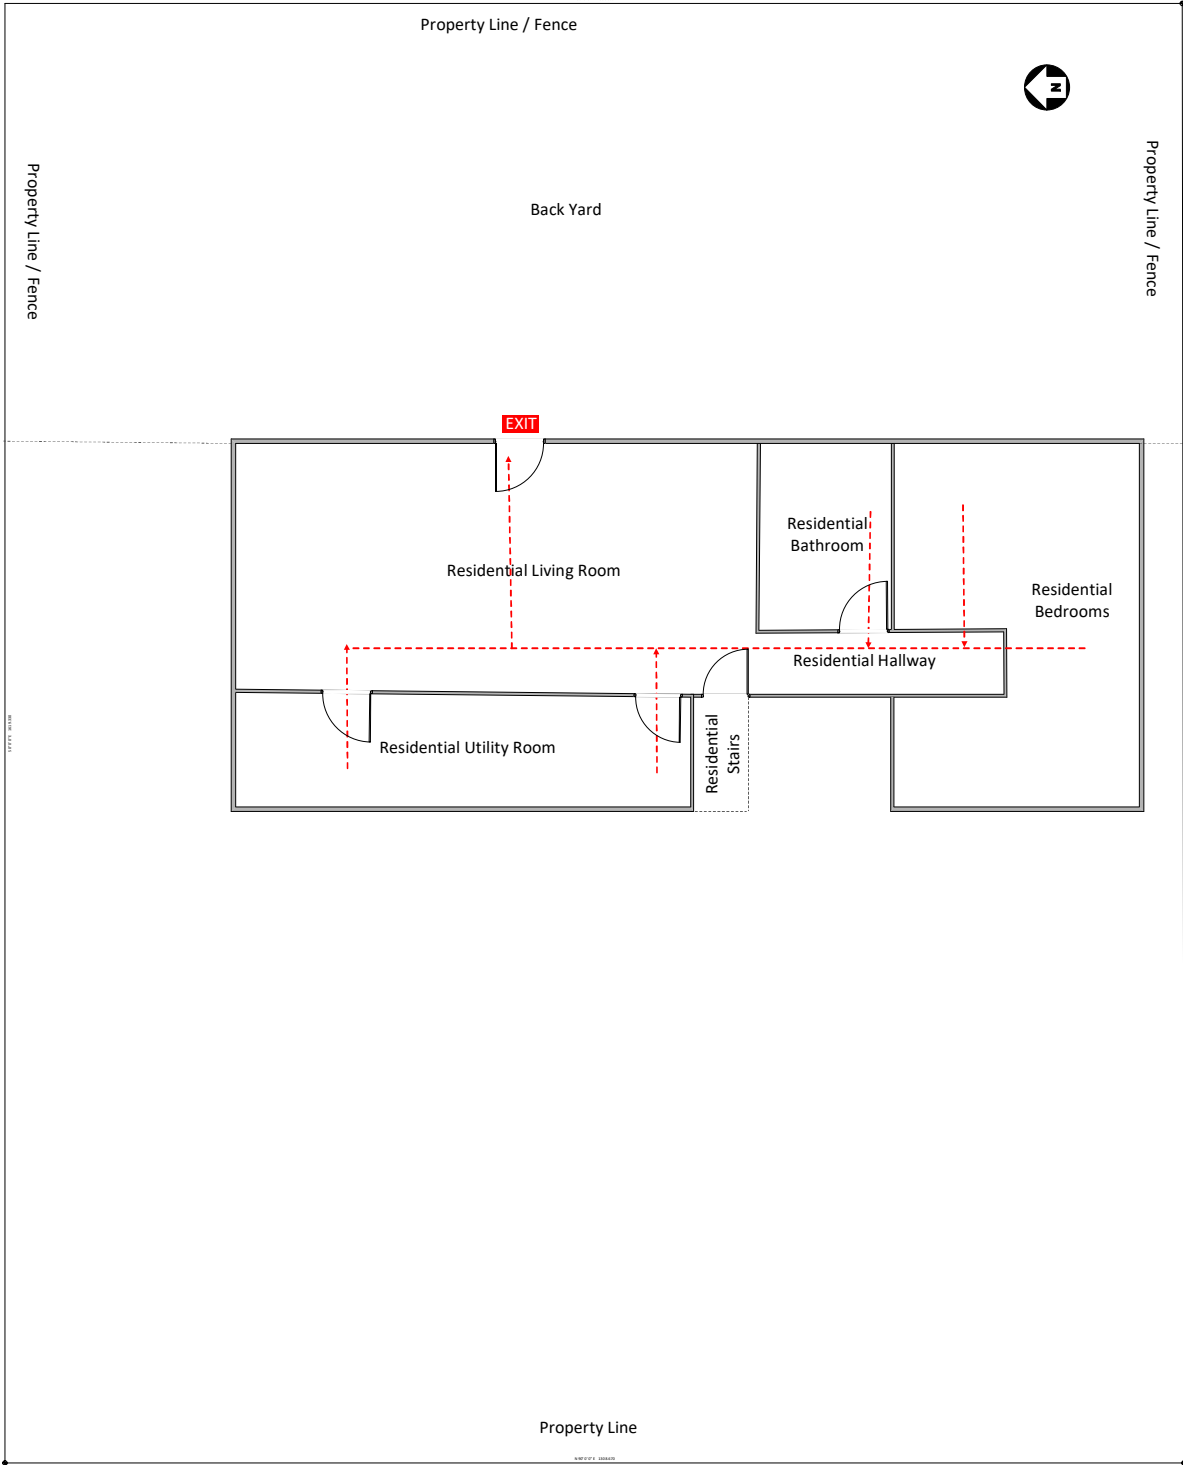 Property Line / Fence
N
Property Line / Fence
Property Line / Fence
Back Yard
EXIT
Residential
Bathroom
Residential Living Room
Residential
Bedrooms
Residential Hallway
Residential
Stairs
Residential Utility Room
Property Line